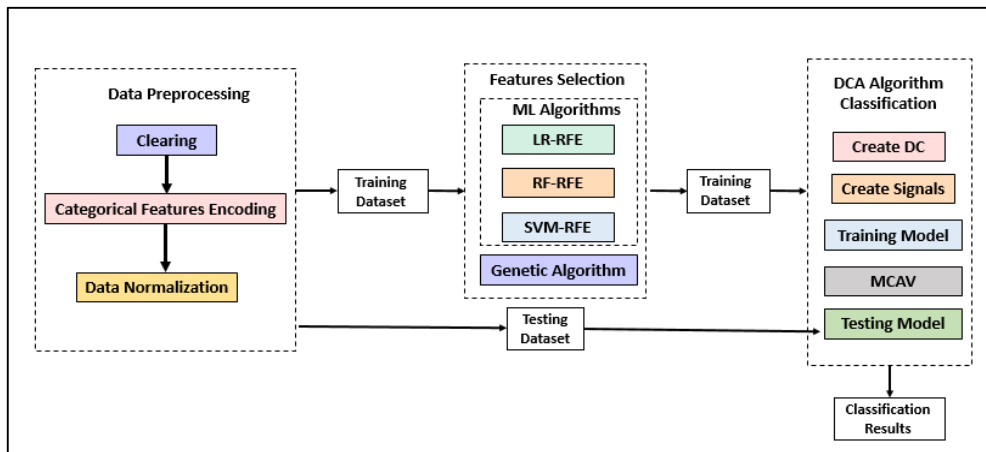 Data Preprocessing
Clearing
Categorical Features Encoding
Data Normalization
Training
Dataset
Features Selection
ML Algorithms
LR-RFE
RF-RFE
SVM-RFE
Genetic Algorithm
Training
Dataset
Testing
Dataset
DCA Algorithm
Classification
Create DC
Create Signals
Training Model
MCAV
Testing Model
Classification
Results